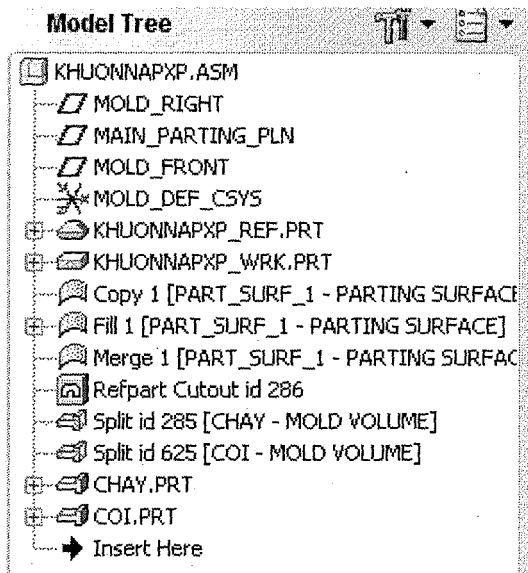 Model Tree
KHUONNAPXP.ASM
MOLD_RIGHT
MAIN_PARTING_PLN
MOLD_FRONT
MOLD_DEF_CSYS
KHUONNAPXP_REF.PRT
KHUONNAPXP_WRK.PRT
Copy 1 [PART_SURF_1 - PARTING SURFACE
Fill 1 [PART_SURF_1 - PARTING SURFACE]
Merge 1 [PART_SURF_1 - PARTING SURFAC
Refpart Cutout id 286
Split id 285 [CHAY - MOLD VOLUME]
Split id 625 [COI - MOLD VOLUME]
CHAY.PRT
COI.PRT
Insert Here